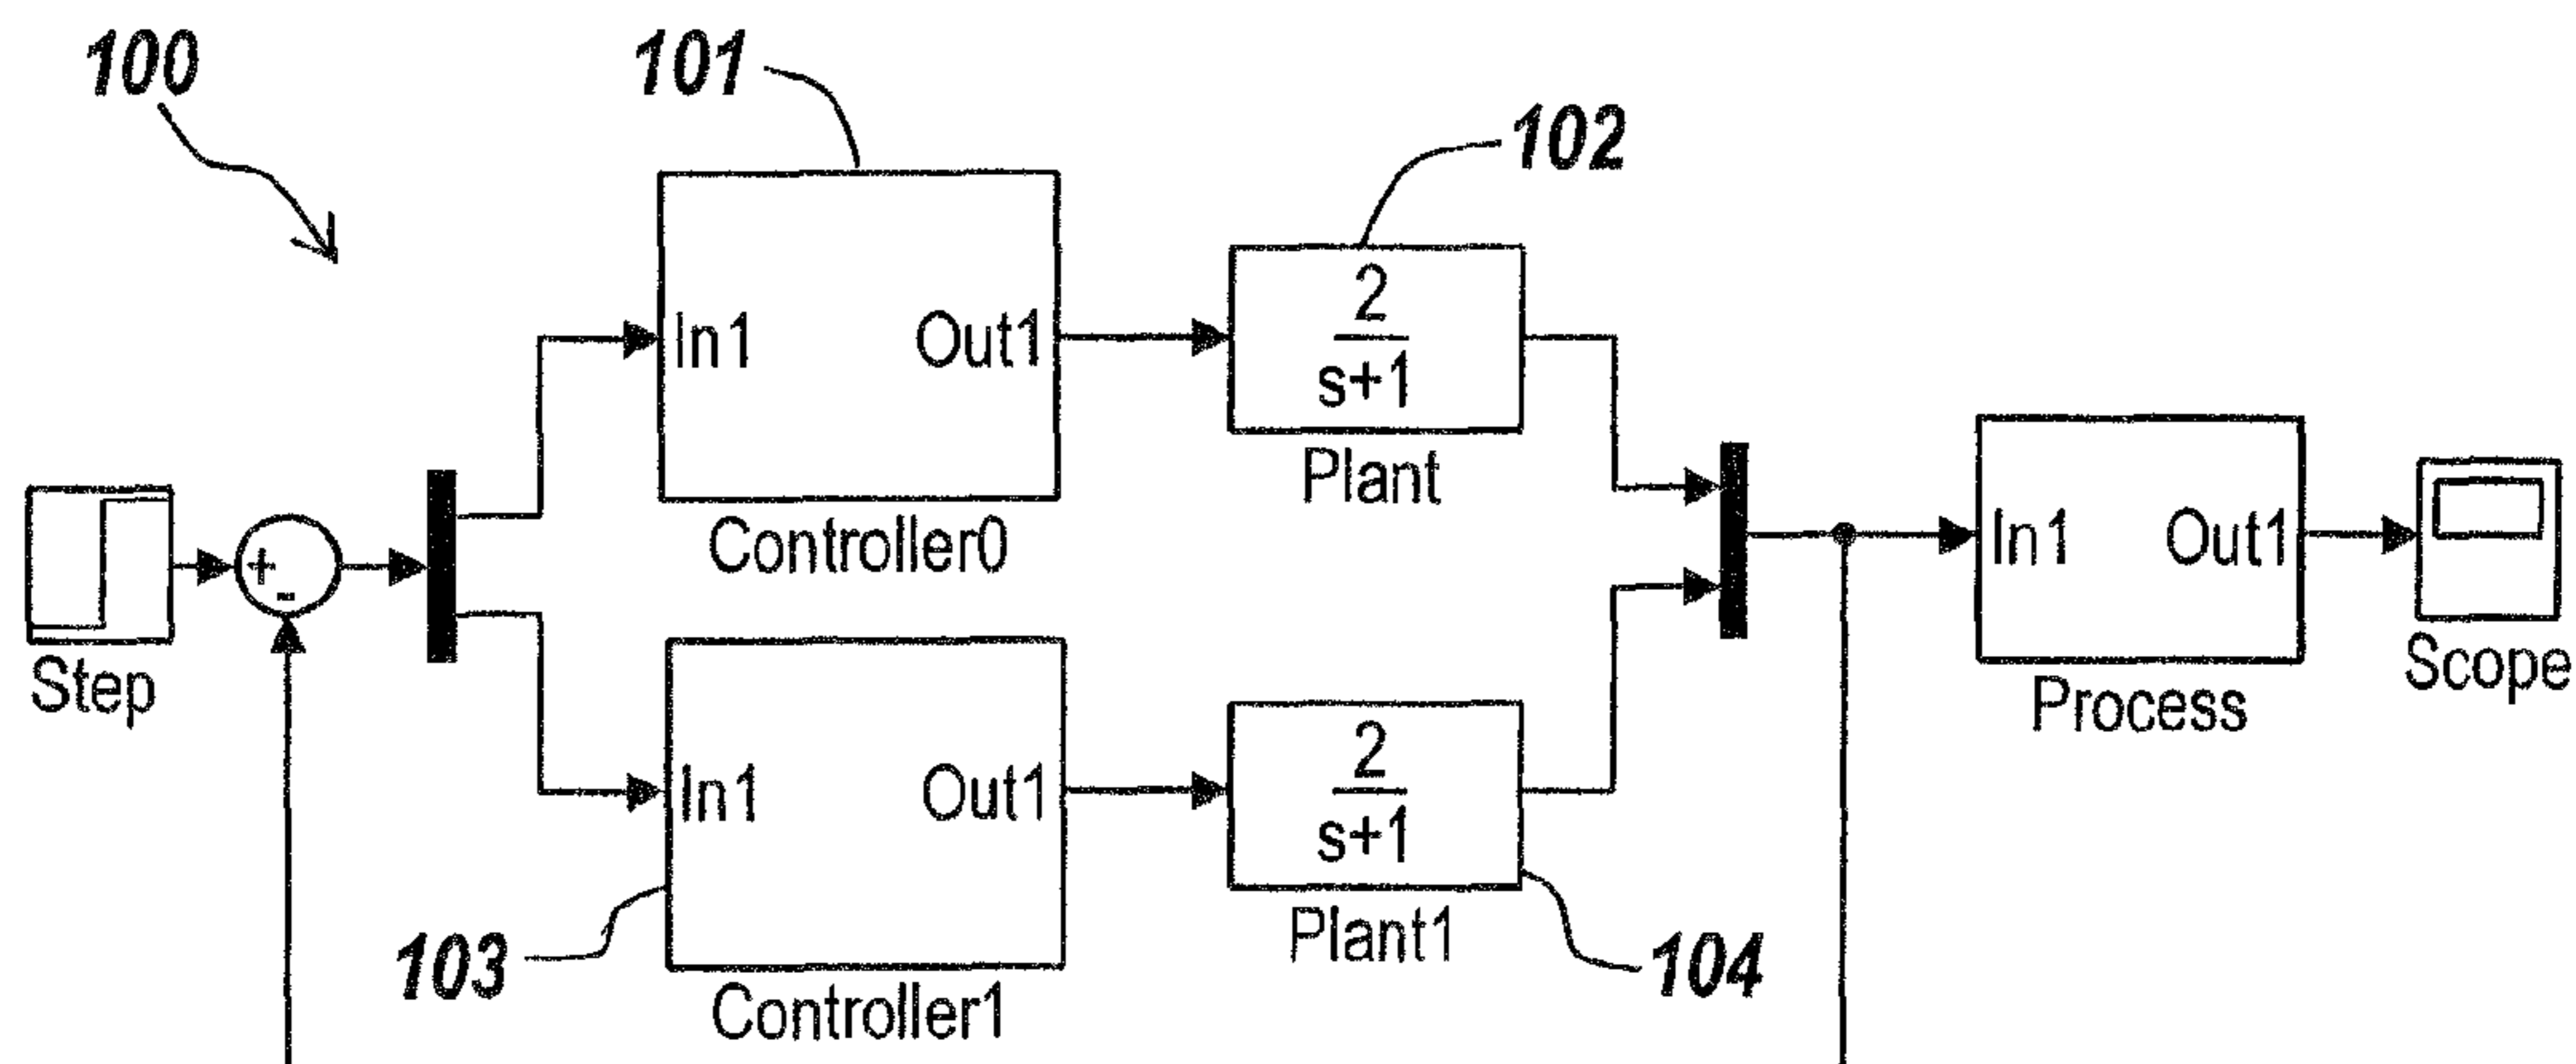 100
101
102
In1 Out1
2
s+1
Plant
Controller0
+
-
Step
In1 Out1
Process
Scope
In1 Out1
2
s+1
Plant1
103
104
Controller1